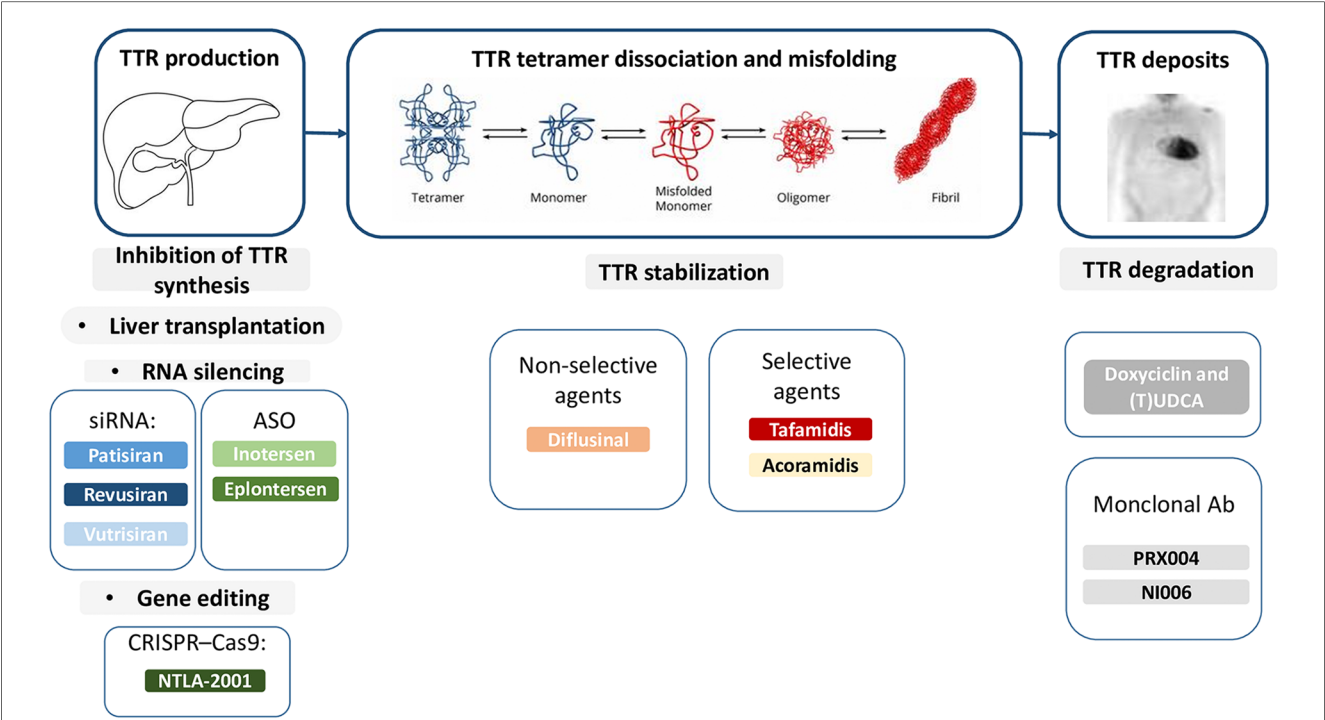 TTR production
TTR tetramer dissociation and misfolding
TTR deposits
Tetramer
Monomer
Misfolded
Monomer
Oligomer
Fibril
Inhibition of TTR
synthesis
TTR stabilization
TTR degradation
• Liver transplantation
• RNA silencing
siRNA:
Patisiran
Revusiran
Vutrisiran
ASO
Inotersen
Eplontersen
Non-selective
agents
Diflusinal
Selective
agents
Tafamidis
Acoramidis
Doxyciclin and
(T)UDCA
Monclonal Ab
PRX004
NI006
• Gene editing
CRISPR–Cas9:
NTLA-2001